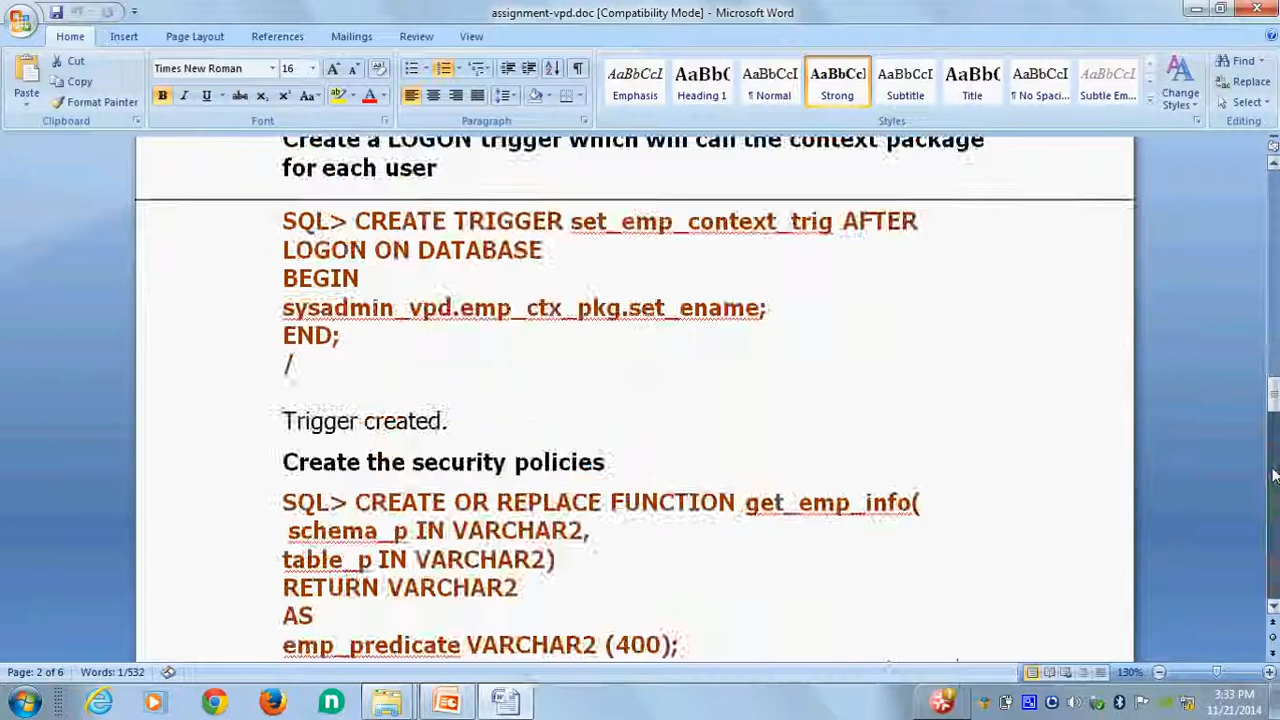 assignment-vpd.doc [Compatibility Mode] - Microsoft Word
Home Insert Page Layout References Mailings Review View
Paste
Cut
Copy
Format Painter
Clipboard
Times New Roman 16
B I U abc x, Aa
Font
Paragraph
AaBbCcI AaBbC AaBbCcI AaBbCc AaBbCcI AaBbC AaBbCcI AaBbCcI
Emphasis Heading 1 ¶ Normal Strong Subtitle Title ¶ No Spaci... Subtle Em...
Change Styles
Styles
Find
Replace
Select
Editing
Create a LOGON trigger which will call the context package
for each user
SQL> CREATE TRIGGER set_emp_context_trig AFTER
LOGON ON DATABASE
BEGIN
sysadmin_vpd.emp_ctx_pkg.set_ename;
END;
/
Trigger created.
Create the security policies
SQL> CREATE OR REPLACE FUNCTION get_emp_info(
schema_p IN VARCHAR2,
table_p IN VARCHAR2)
RETURN VARCHAR2
AS
emp_predicate VARCHAR2 (400);
Page: 2 of 6 Words: 1/532 130%
3:33 PM
11/21/2014